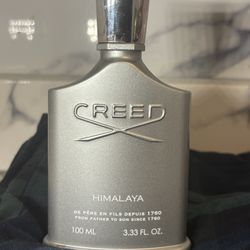 CREED
HIMALAYA
DE PÈRE EN FILS DEPUIS 1760
FROM FATHER TO SON SINCE 1760
100 ML 3.33 FL. OZ.